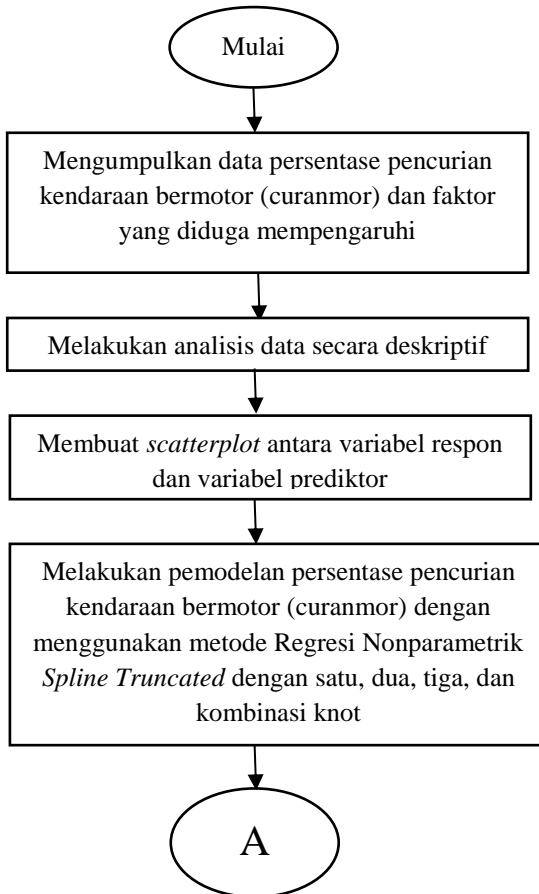 Mulai
Mengumpulkan data persentase pencurian
kendaraan bermotor (curanmor) dan faktor
yang diduga mempengaruhi
Melakukan analisis data secara deskriptif
Membuat scatterplot antara variabel respon
dan variabel prediktor
Melakukan pemodelan persentase pencurian
kendaraan bermotor (curanmor) dengan
menggunakan metode Regresi Nonparametrik
Spline Truncated dengan satu, dua, tiga, dan
kombinasi knot
A